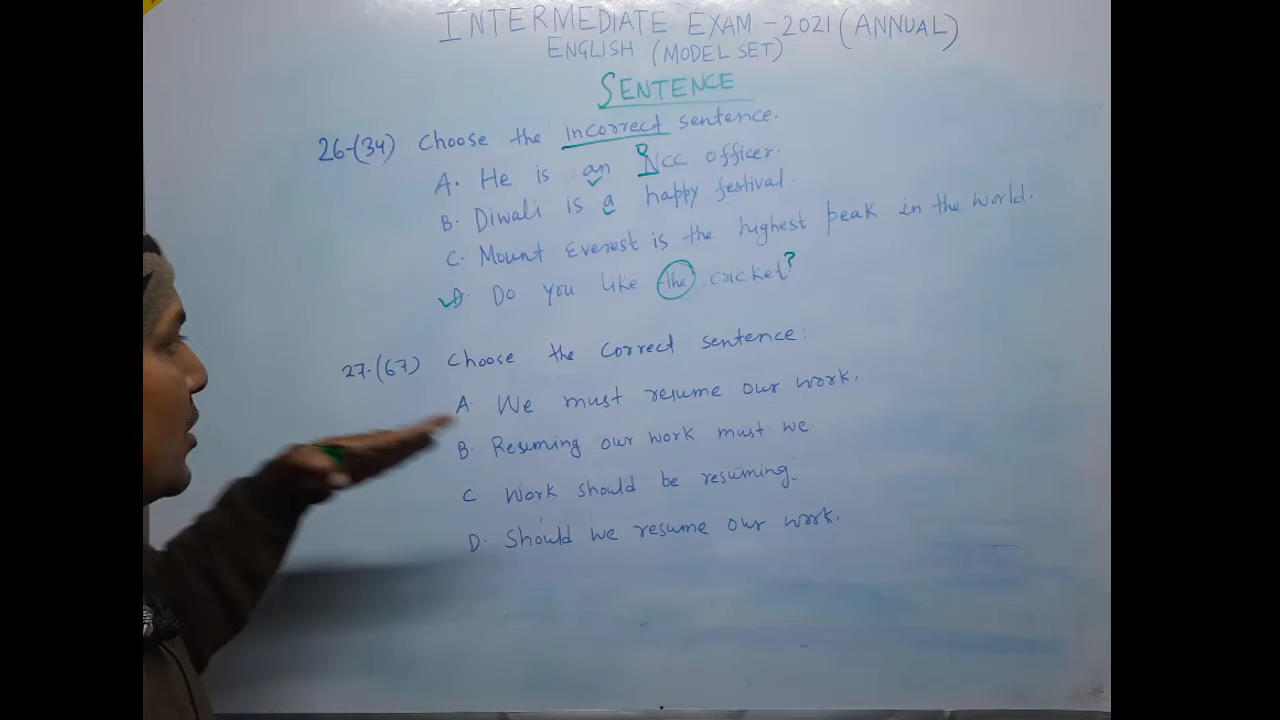 INTERMEDIATE EXAM - 2021 (ANNUAL)
ENGLISH (MODEL SET)
SENTENCE
26-(34) Choose the incorrect sentence.
A. He is an NCC officer.
B. Diwali is a happy festival.
C. Mount Everest is the highest peak in the world.
D. Do you like the cricket?
27-(67) Choose the correct sentence:
A. We must resume our work.
B. Resuming our work must we.
C. Work should be resuming.
D. Should we resume our work.